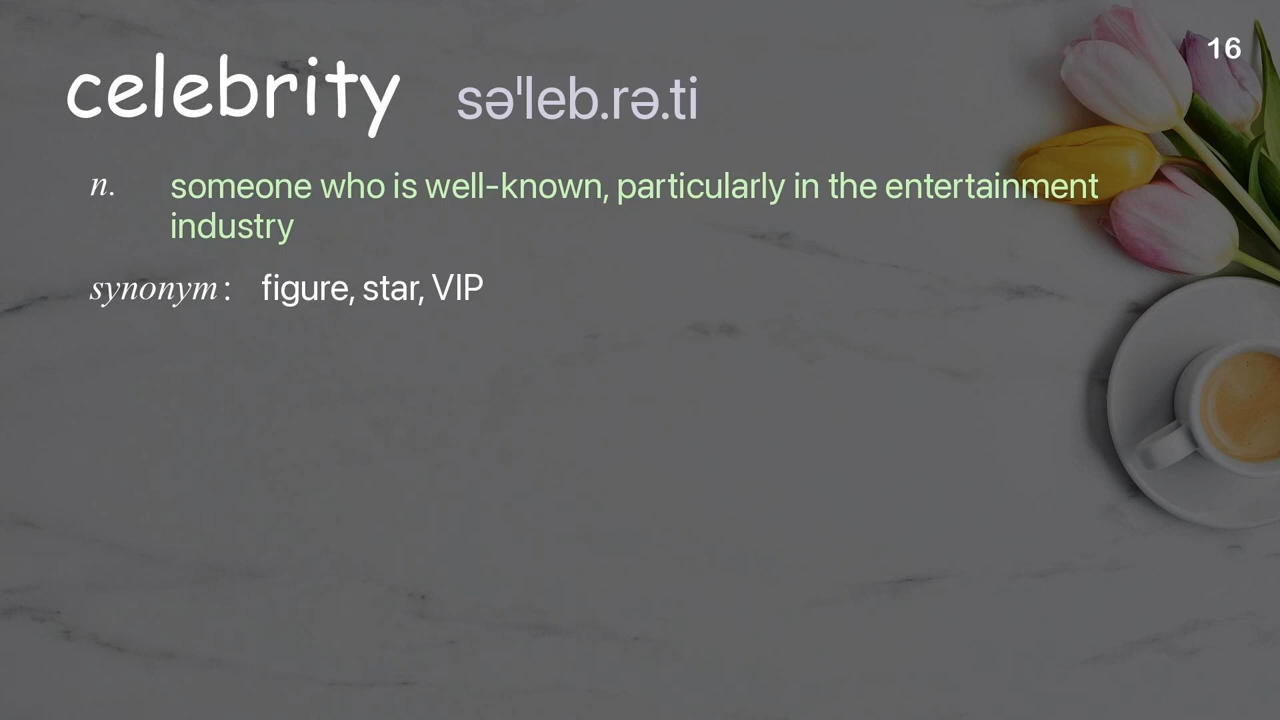 16
celebrity səˈleb.rə.ti
n. someone who is well-known, particularly in the entertainment
industry
synonym: figure, star, VIP